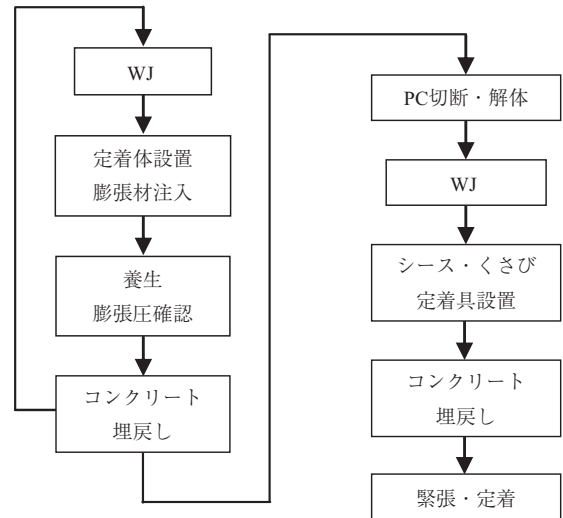 WJ
定着体設置
膨張材注入
養生
膨張圧確認
コンクリート
埋戻し
PC切断・解体
WJ
シース・くさび
定着具設置
コンクリート
埋戻し
緊張・定着